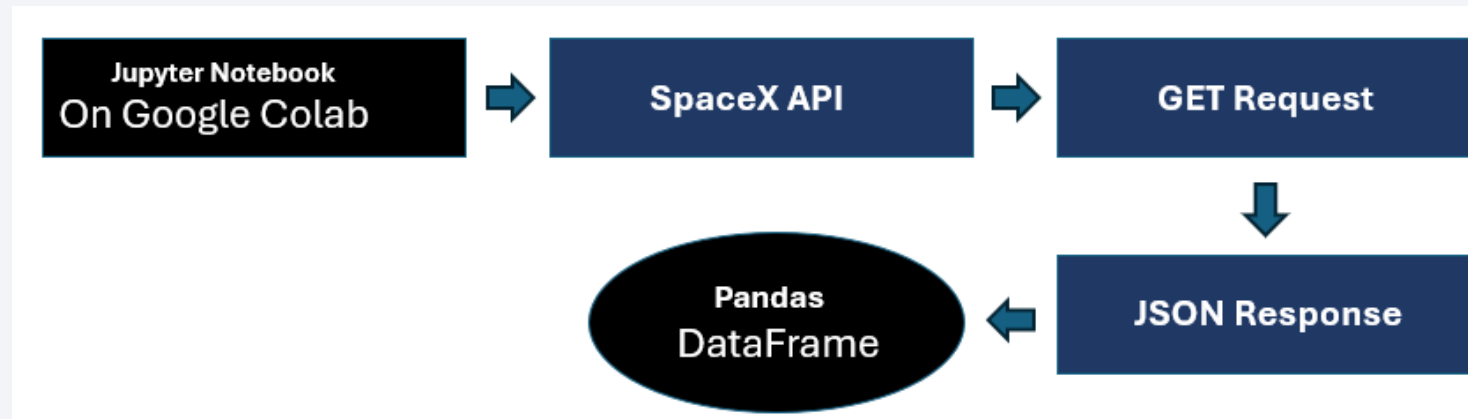 Jupyter Notebook
On Google Colab
SpaceX API
GET Request
JSON Response
Pandas
DataFrame